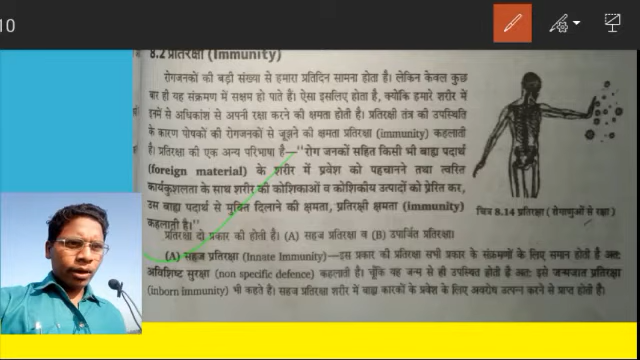 10
8.2 प्रतिरक्षा (Immunity)
रोगजनकों की बड़ी संख्या से हमारा प्रतिदिन सामना होता है। लेकिन केवल कुछ
बार ही यह संक्रमण में सक्षम हो पाते हैं। ऐसा इसलिए होता है, क्योंकि हमारे शरीर में
इनमें से अधिकांश से अपनी रक्षा करने की क्षमता होती है। प्रतिरक्षी तंत्र की उपस्थिति
के कारण पोषकों की रोगजनकों से जूझने की क्षमता प्रतिरक्षा (immunity) कहलाती
है। प्रतिरक्षा की एक अन्य परिभाषा है—"रोग जनकों सहित किसी भी बाह्य पदार्थ
(foreign material) के शरीर में प्रवेश को पहचानने तथा त्वरित
कार्यकुशलता के साथ शरीर की कोशिकाओं व कोशिकीय उत्पादों को प्रेरित कर,
उस बाह्य पदार्थ से मुक्ति दिलाने की क्षमता, प्रतिरक्षी क्षमता (immunity)
कहलाती है।"
चित्र 8.14 प्रतिरक्षा (रोगाणुओं से रक्षा)
प्रतिरक्षा दो प्रकार की होती है। (A) सहज प्रतिरक्षा व (B) उपार्जित प्रतिरक्षा।
(A) सहज प्रतिरक्षा (Innate Immunity)—इस प्रकार की प्रतिरक्षा सभी प्रकार के संक्रमणों के लिए समान होती है अत:
अविशिष्ट सुरक्षा (non specific defence) कहलाती है। चूँकि वह जन्म से ही उपस्थित होती है अत: इसे जन्मजात प्रतिरक्षा
(inborn immunity) भी कहते है। सहज प्रतिरक्षा शरीर में बाह्य कारकों के प्रवेश के लिए अवरोध उत्पन्न करने से प्राप्त होती है।